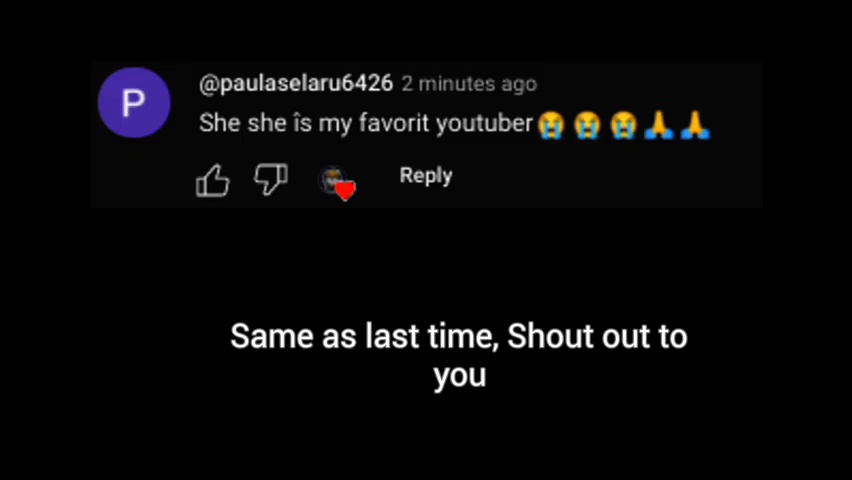 P
@paulaselaru6426 2 minutes ago
She she îs my favorit youtuber😭😭😭🙏🙏
Reply
Same as last time, Shout out to
you